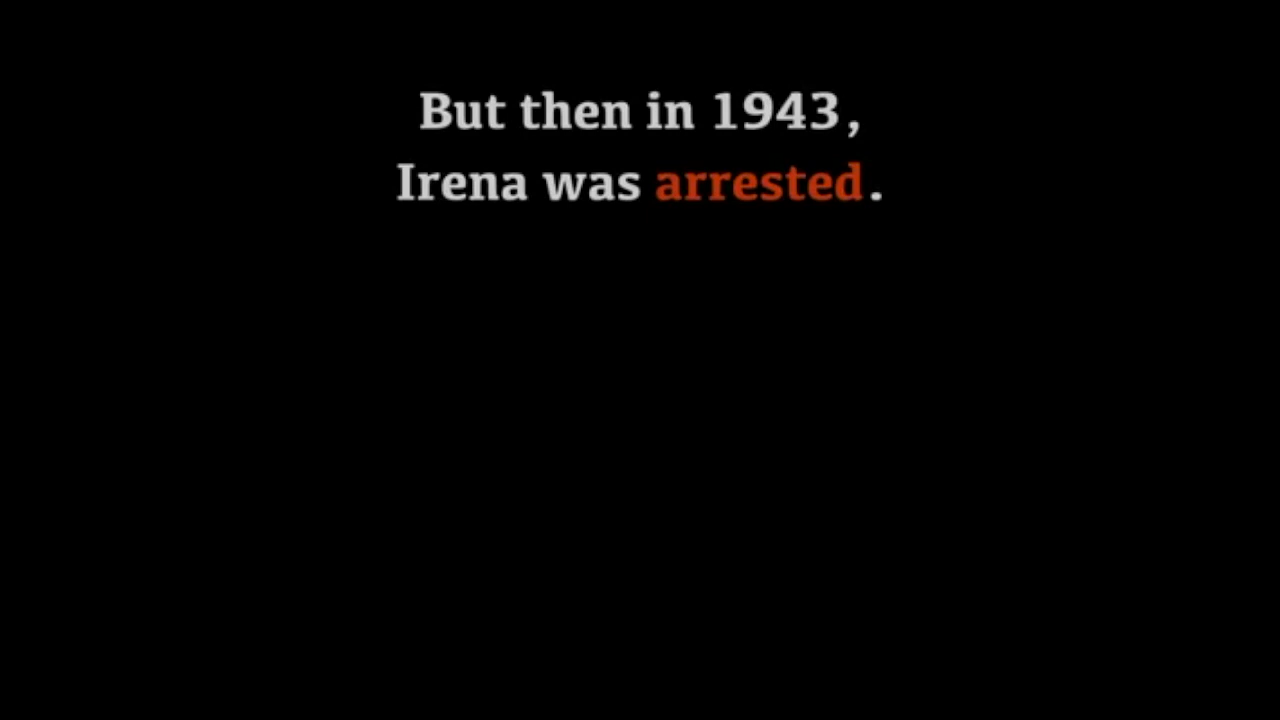 But then in 1943,
Irena was arrested.